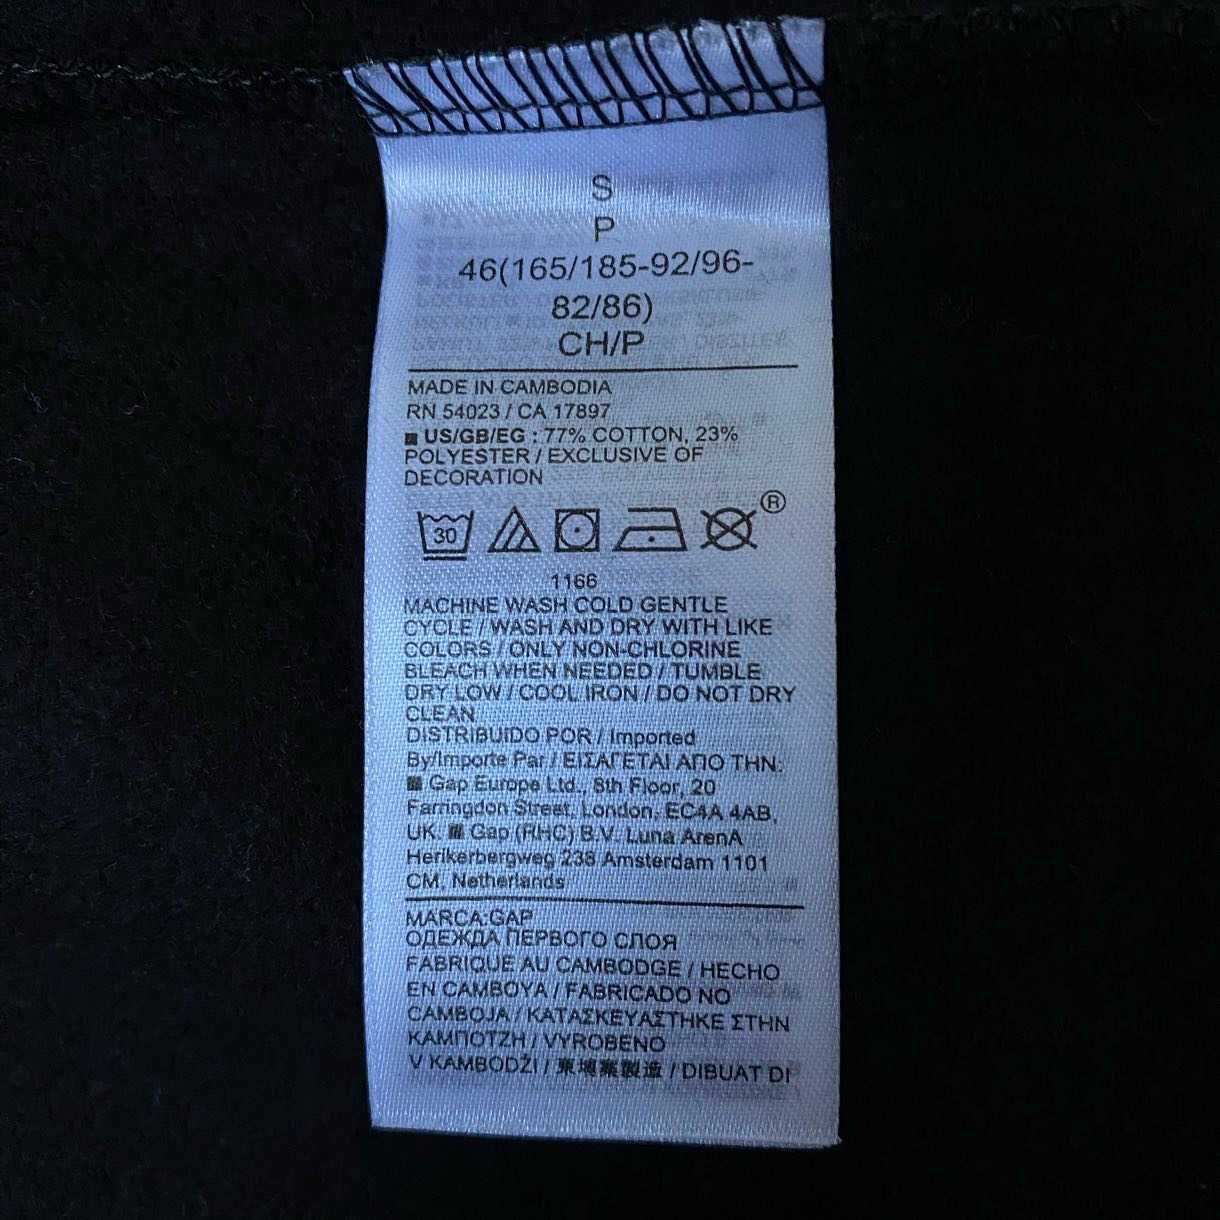 S
P
46(165/185-92/96-
82/86)
CH/P
MADE IN CAMBODIA
RN 54023 / CA 17897
US/GB/EG : 77% COTTON, 23%
POLYESTER / EXCLUSIVE OF
DECORATION
30
®
1166
MACHINE WASH COLD GENTLE
CYCLE / WASH AND DRY WITH LIKE
COLORS / ONLY NON-CHLORINE
BLEACH WHEN NEEDED / TUMBLE
DRY LOW / COOL IRON / DO NOT DRY
CLEAN
DISTRIBUIDO POR / Imported
By/Importe Par / ΕΙΣΑΓΕΤΑΙ ΑΠΟ ΤΗΝ:
Gap Europe Ltd., 8th Floor, 20
Farringdon Street, London, EC4A 4AB,
UK. Gap (RHC) B.V. Luna ArenA
Herikerbergweg 238 Amsterdam 1101
CM, Netherlands
MARCA:GAP
ОДЕЖДА ПЕРВОГО СЛОЯ
FABRIQUE AU CAMBODGE / HECHO
EN CAMBOYA / FABRICADO NO
CAMBOJA / ΚΑΤΑΣΚΕΥΑΣΤΗΚΕ ΣΤΗΝ
ΚΑΜΠΟΤΖΗ / VYROBENO
V KAMBODŽI / 柬埔寨製造 / DIBUAT DI